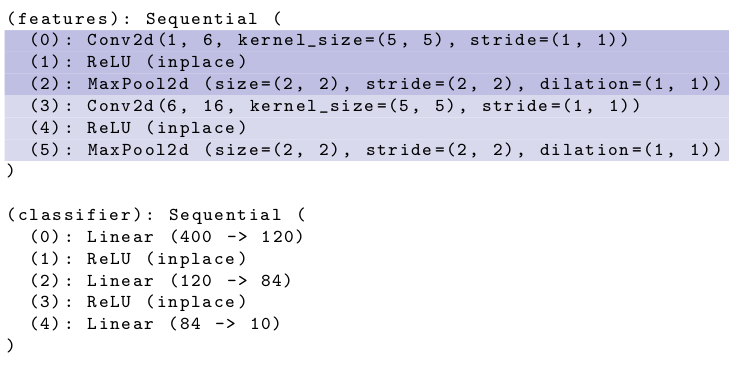 (features): Sequential (
  (0): Conv2d(1, 6, kernel_size=(5, 5), stride=(1, 1))
  (1): ReLU (inplace)
  (2): MaxPool2d (size=(2, 2), stride=(2, 2), dilation=(1, 1))
  (3): Conv2d(6, 16, kernel_size=(5, 5), stride=(1, 1))
  (4): ReLU (inplace)
  (5): MaxPool2d (size=(2, 2), stride=(2, 2), dilation=(1, 1))
)

(classifier): Sequential (
  (0): Linear (400 -> 120)
  (1): ReLU (inplace)
  (2): Linear (120 -> 84)
  (3): ReLU (inplace)
  (4): Linear (84 -> 10)
)